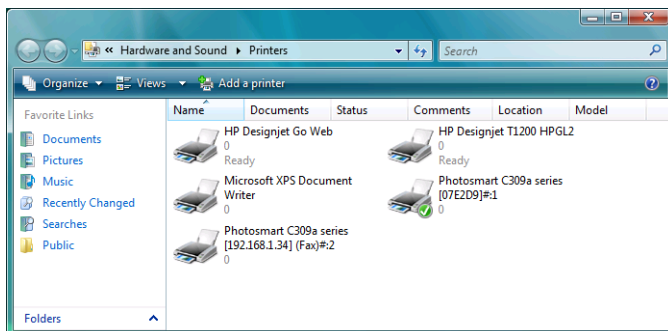 « Hardware and Sound ▸ Printers
Search
Organize Views Add a printer
Favorite Links
Documents
Pictures
Music
Recently Changed
Searches
Public
Folders
Name Documents Status Comments Location Model
HP Designjet Go Web
0
Ready
HP Designjet T1200 HPGL2
0
Ready
Microsoft XPS Document
Writer
0
Photosmart C309a series
[07E2D9]#:1
0
Photosmart C309a series
[192.168.1.34] (Fax)#:2
0